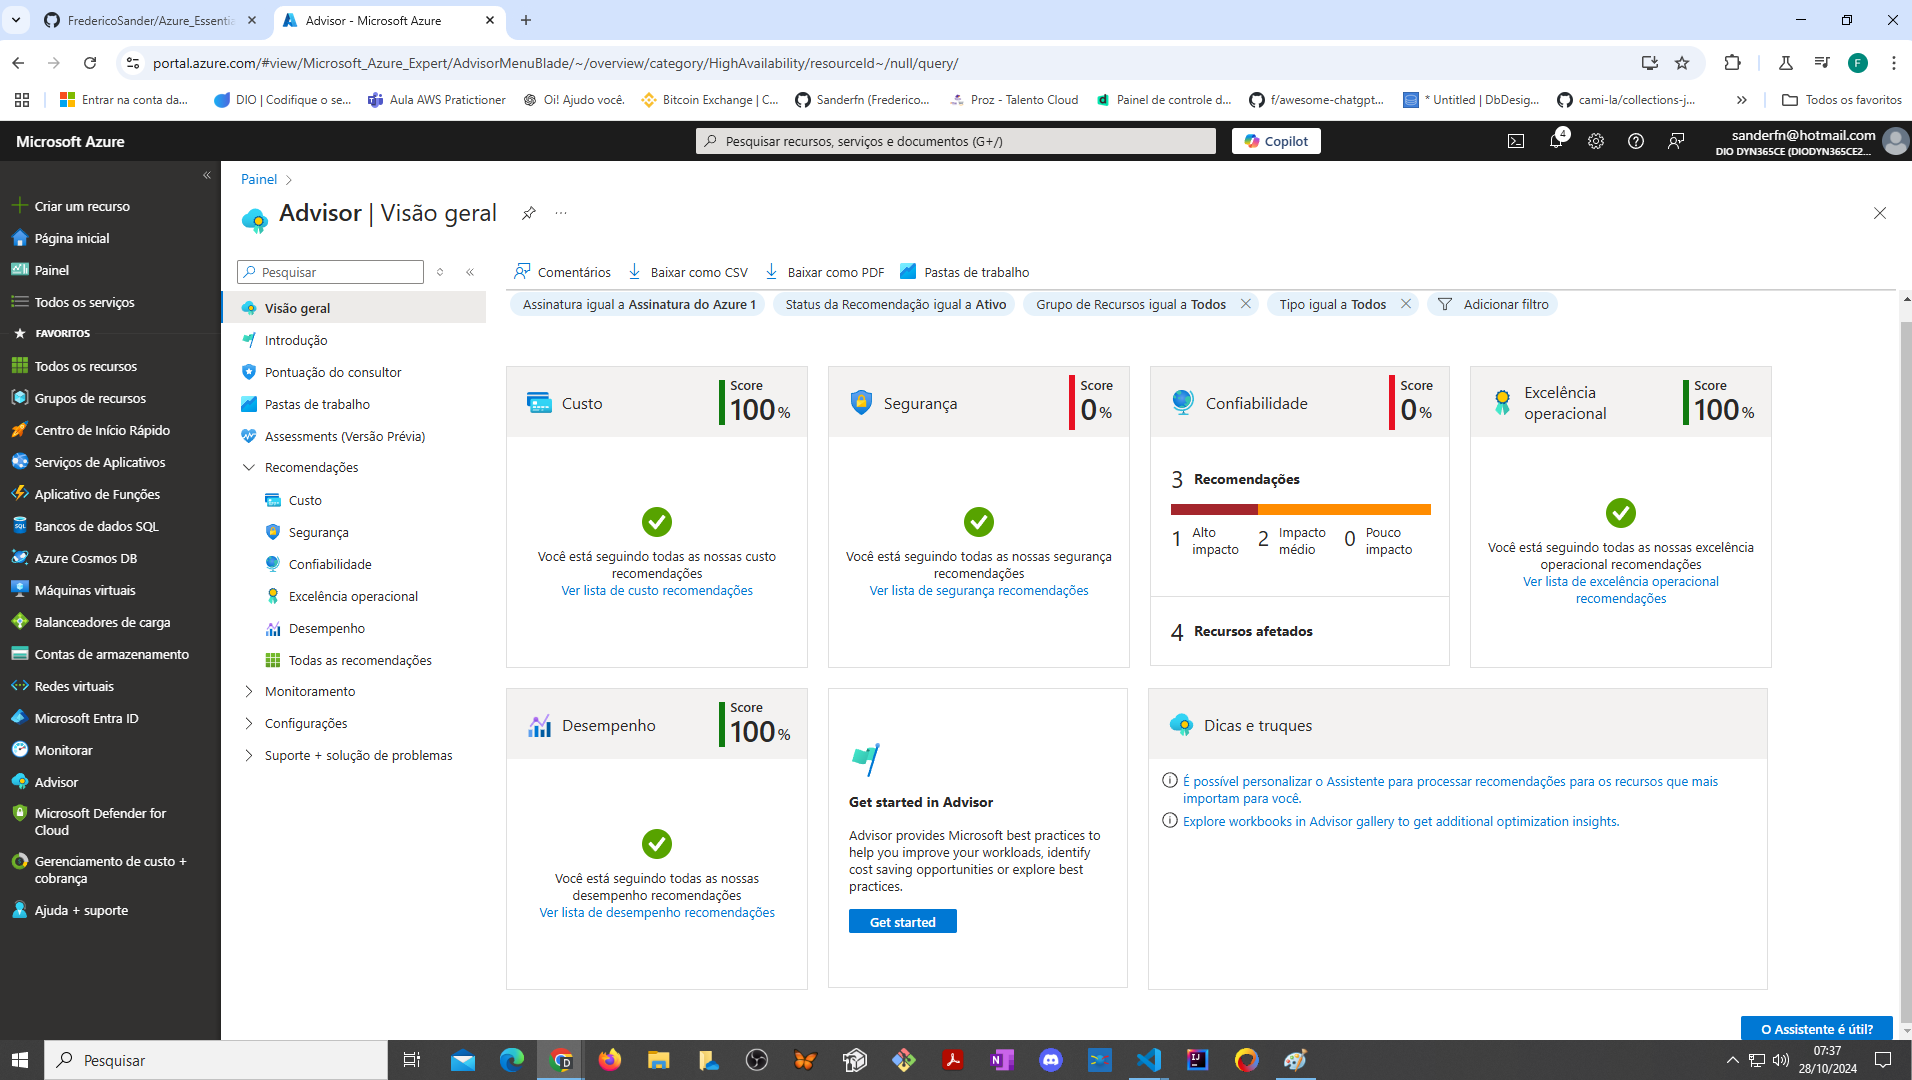 FredericoSander/Azure_Essentia
Advisor - Microsoft Azure
portal.azure.com/#view/Microsoft_Azure_Expert/AdvisorMenuBlade/~/overview/category/HighAvailability/resourceId~/null/query/
F
Entrar na conta da...
DIO | Codifique o se...
Aula AWS Pratictioner
Oi! Ajudo você.
Bitcoin Exchange | C...
Sanderfn (Frederico...
Proz - Talento Cloud
Painel de controle d...
f/awesome-chatgpt...
* Untitled | DbDesig...
cami-la/collections-j...
Todos os favoritos
Microsoft Azure
Pesquisar recursos, serviços e documentos (G+/)
Copilot
4
sanderfn@hotmail.com
DIO DYN365CE (DIODYN365CE2...
Criar um recurso
Página inicial
Painel
Todos os serviços
FAVORITOS
Todos os recursos
Grupos de recursos
Centro de Início Rápido
Serviços de Aplicativos
Aplicativo de Funções
Bancos de dados SQL
Azure Cosmos DB
Máquinas virtuais
Balanceadores de carga
Contas de armazenamento
Redes virtuais
Microsoft Entra ID
Monitorar
Advisor
Microsoft Defender for
Cloud
Gerenciamento de custo +
cobrança
Ajuda + suporte
Painel
Advisor | Visão geral
Pesquisar
Visão geral
Introdução
Pontuação do consultor
Pastas de trabalho
Assessments (Versão Prévia)
Recomendações
Custo
Segurança
Confiabilidade
Excelência operacional
Desempenho
Todas as recomendações
Monitoramento
Configurações
Suporte + solução de problemas
Comentários
Baixar como CSV
Baixar como PDF
Pastas de trabalho
Assinatura igual a Assinatura do Azure 1
Status da Recomendação igual a Ativo
Grupo de Recursos igual a Todos
Tipo igual a Todos
Adicionar filtro
Custo
Score
100 %
Você está seguindo todas as nossas custo
recomendações
Ver lista de custo recomendações
Segurança
Score
0 %
Você está seguindo todas as nossas segurança
recomendações
Ver lista de segurança recomendações
Confiabilidade
Score
0 %
3 Recomendações
1 Alto
impacto
2 Impacto
médio
0 Pouco
impacto
4 Recursos afetados
Excelência
operacional
Score
100 %
Você está seguindo todas as nossas excelência
operacional recomendações
Ver lista de excelência operacional
recomendações
Desempenho
Score
100 %
Você está seguindo todas as nossas
desempenho recomendações
Ver lista de desempenho recomendações
Get started in Advisor
Advisor provides Microsoft best practices to
help you improve your workloads, identify
cost saving opportunities or explore best
practices.
Get started
Dicas e truques
É possível personalizar o Assistente para processar recomendações para os recursos que mais
importam para você.
Explore workbooks in Advisor gallery to get additional optimization insights.
O Assistente é útil?
Pesquisar
07:37
28/10/2024